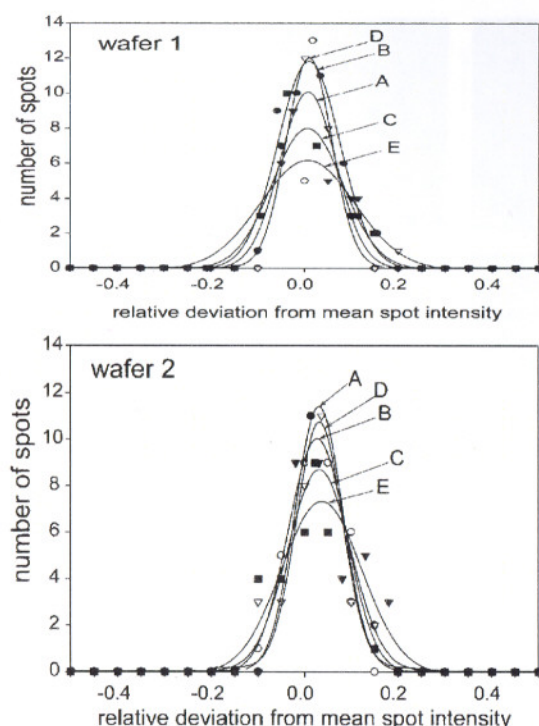 wafer 1
number of spots
14
12
10
8
6
4
2
0
D
B
A
C
E
-0.4 -0.2 0.0 0.2 0.4
relative deviation from mean spot intensity
wafer 2
number of spots
14
12
10
8
6
4
2
0
A
D
B
C
E
-0.4 -0.2 0.0 0.2 0.4
relative deviation from mean spot intensity